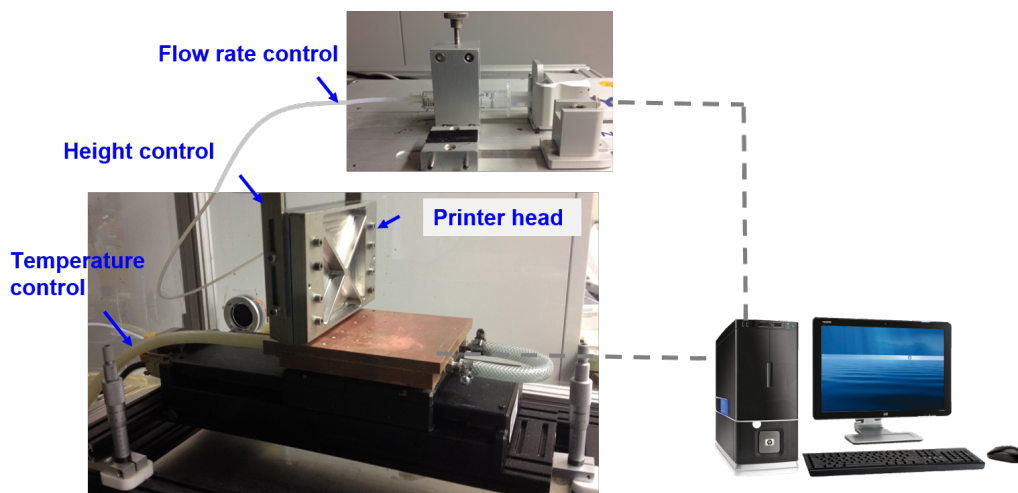 Flow rate control
Height control
Printer head
Temperature
control